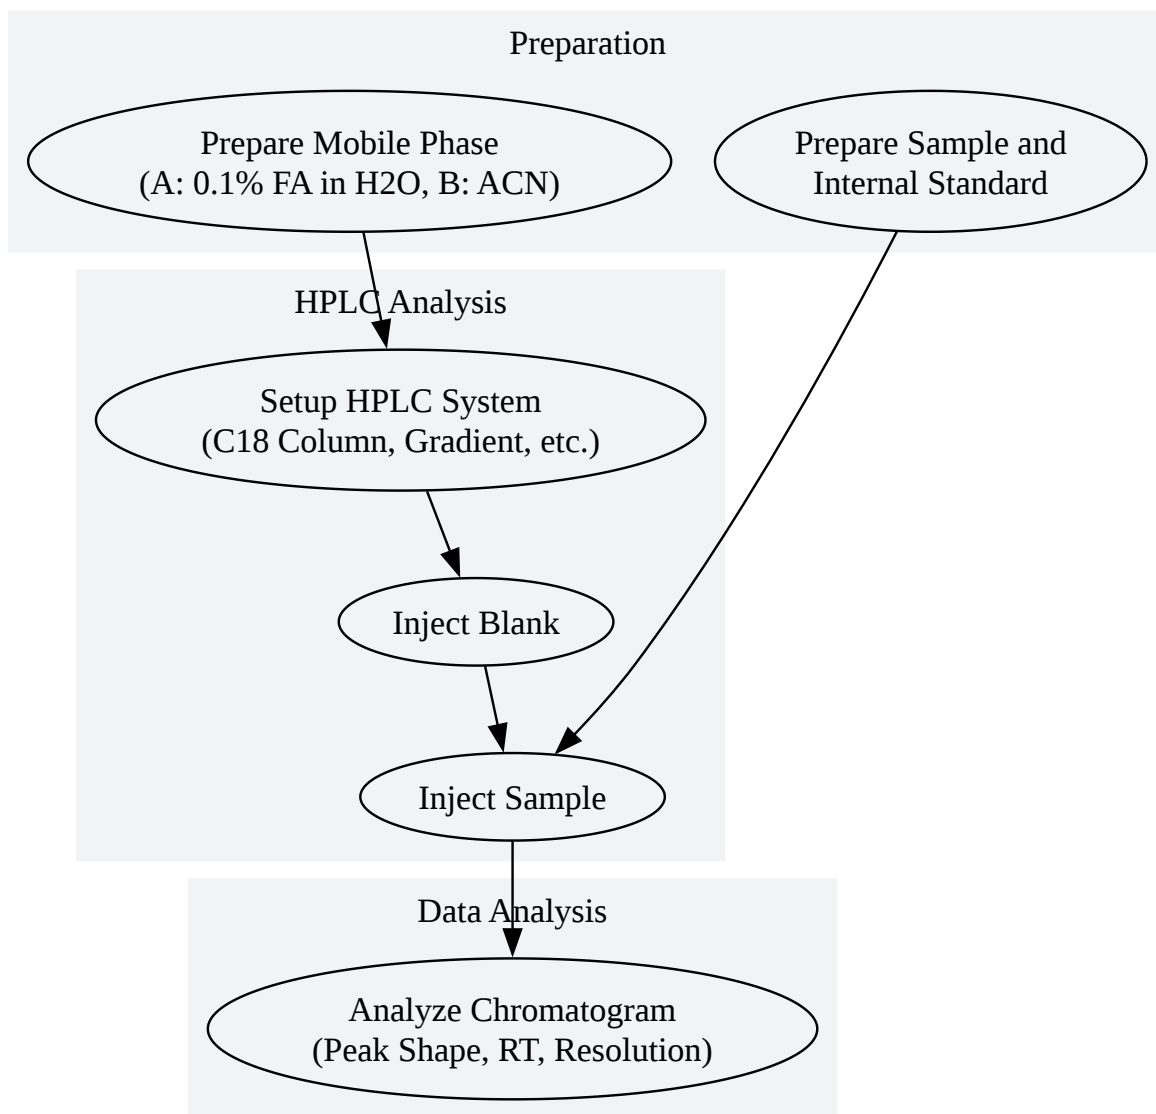 Preparation
Prepare Mobile Phase
(A: 0.1% FA in H2O, B: ACN)
Prepare Sample and
Internal Standard
HPLC Analysis
Setup HPLC System
(C18 Column, Gradient, etc.)
Inject Blank
Inject Sample
Data Analysis
Analyze Chromatogram
(Peak Shape, RT, Resolution)